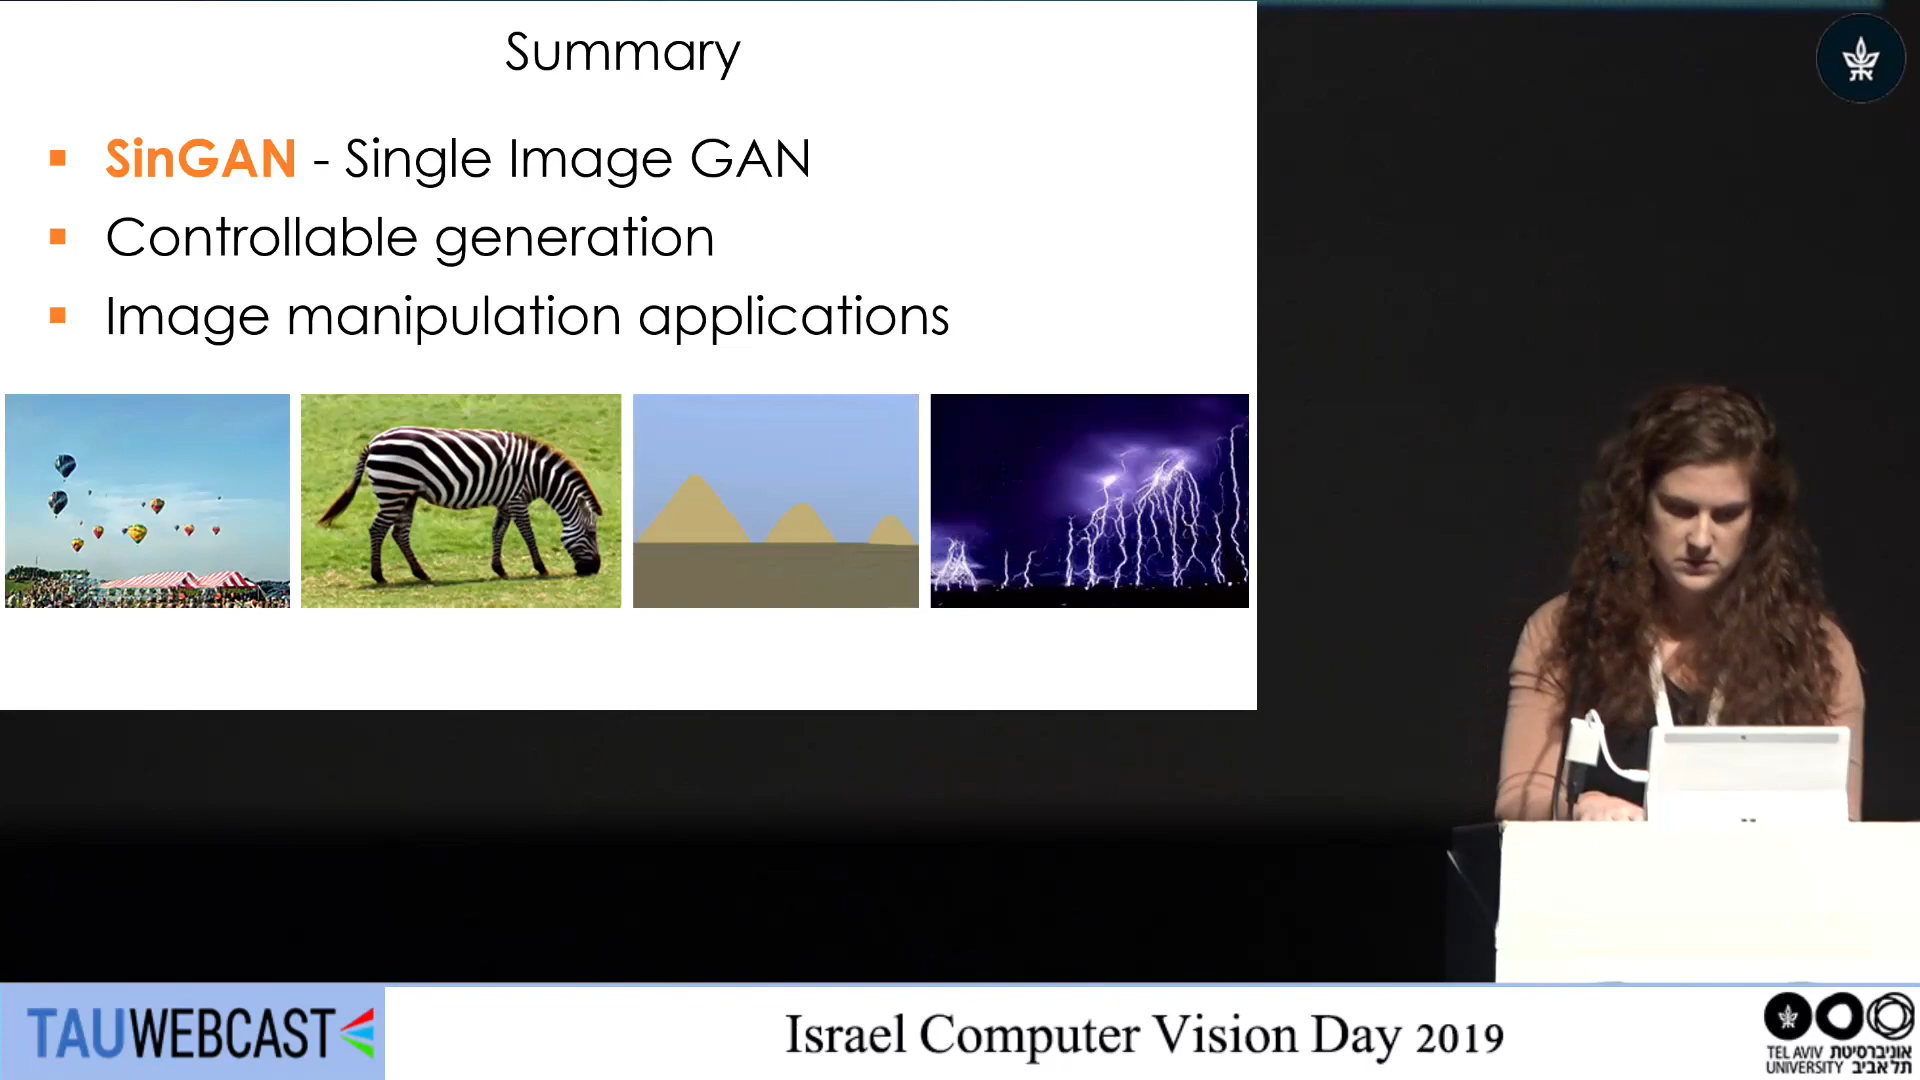 Summary
SinGAN - Single Image GAN
Controllable generation
Image manipulation applications
TAUWEBCAST
Israel Computer Vision Day 2019
TEL AVIV אוניברסיטת
UNIVERSITY תל אביב